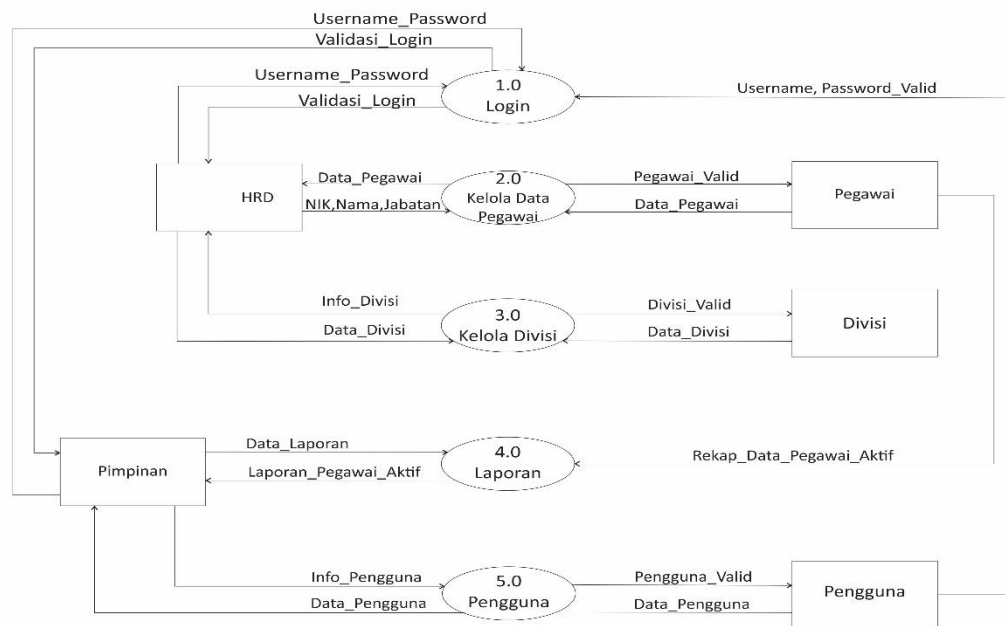 Username_Password
Validasi_Login
Username_Password
Validasi_Login
1.0
Login
Username, Password_Valid
HRD
Data_Pegawai
NIK,Nama,Jabatan
2.0
Kelola Data
Pegawai
Pegawai_Valid
Data_Pegawai
Pegawai
Info_Divisi
Data_Divisi
3.0
Kelola Divisi
Divisi_Valid
Data_Divisi
Divisi
Pimpinan
Data_Laporan
Laporan_Pegawai_Aktif
4.0
Laporan
Rekap_Data_Pegawai_Aktif
Info_Pengguna
Data_Pengguna
5.0
Pengguna
Pengguna_Valid
Data_Pengguna
Pengguna